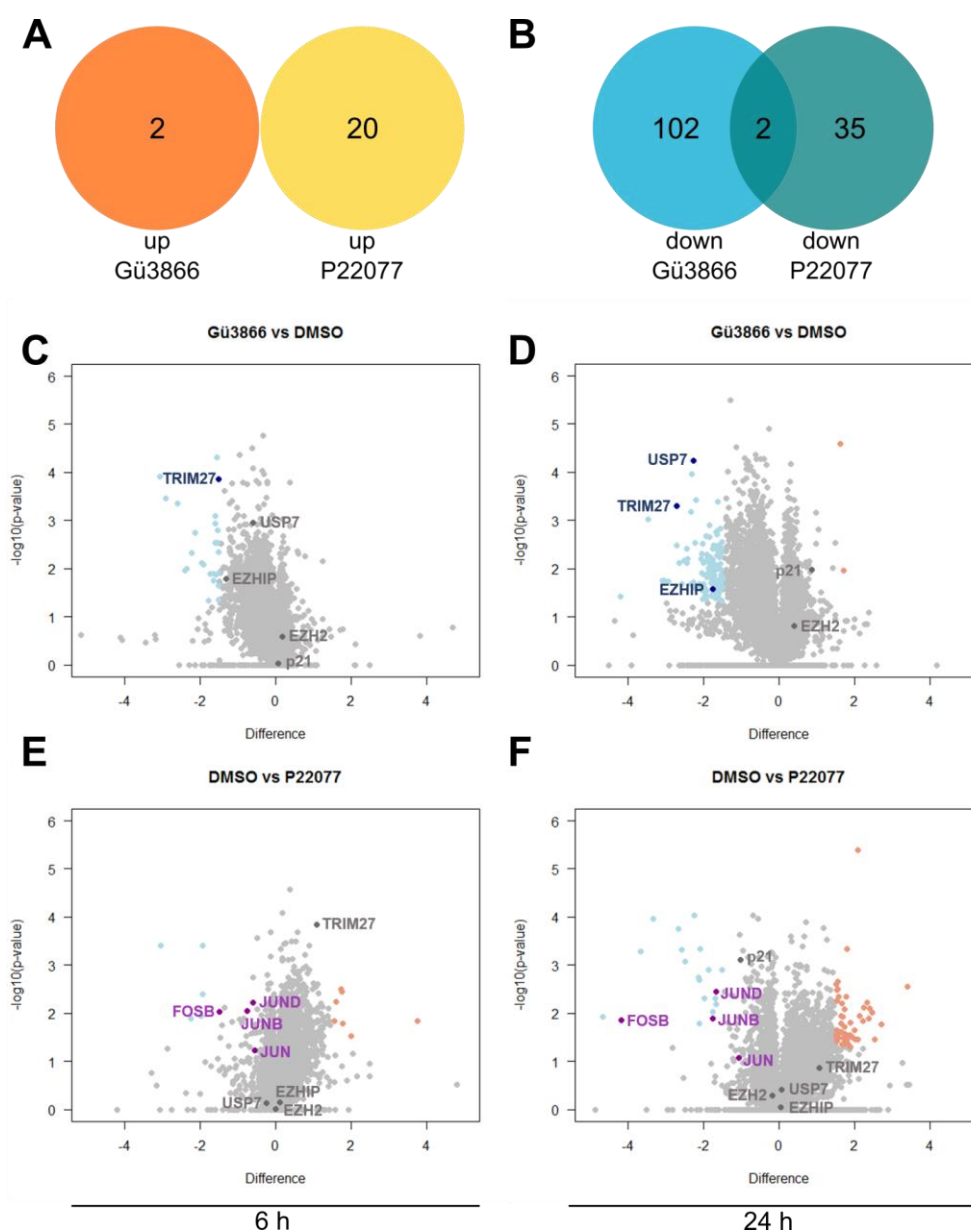 A
B
2
20
102
2
35
up
Gü3866
up
P22077
down
Gü3866
down
P22077
C
Gü3866 vs DMSO
6
5
4
3
2
1
0
-log10(p-value)
TRIM27
USP7
EZHIP
EZH2
p21
-4
-2
0
2
4
Difference
D
Gü3866 vs DMSO
6
5
4
3
2
1
0
-log10(p-value)
USP7
TRIM27
EZHIP
p21
EZH2
-4
-2
0
2
4
Difference
E
DMSO vs P22077
6
5
4
3
2
1
0
-log10(p-value)
TRIM27
FOSB
JUND
JUNB
JUN
EZHIP
USP7
EZH2
-4
-2
0
2
4
Difference
6 h
F
DMSO vs P22077
6
5
4
3
2
1
0
-log10(p-value)
p21
JUND
FOSB
JUNB
JUN
TRIM27
USP7
EZH2
EZHIP
-4
-2
0
2
4
Difference
24 h